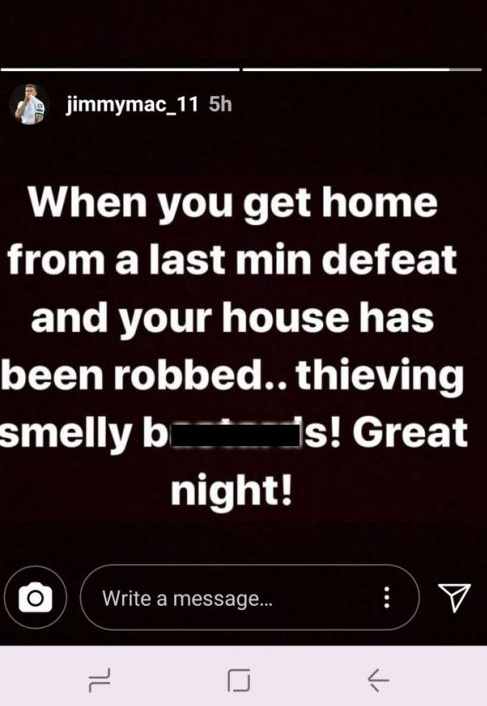 jimmymac_11 5h
When you get home
from a last min defeat
and your house has
been robbed.. thieving
smelly b s! Great
night!
Write a message...